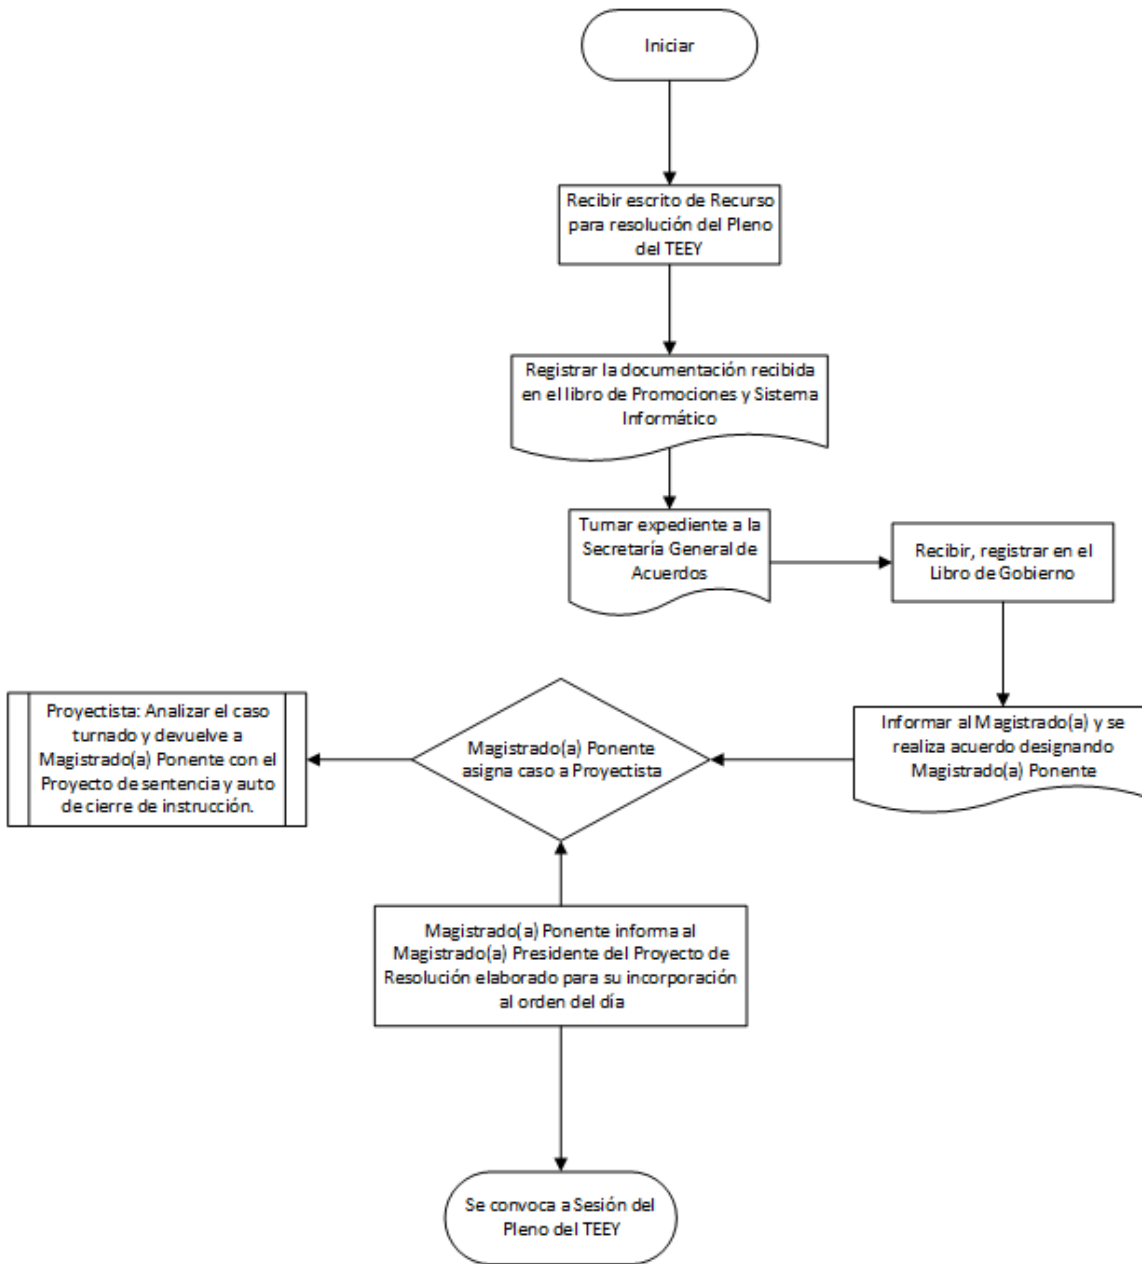 Iniciar
Recibir escrito de Recurso
para resolución del Pleno
del TEEY
Registrar la documentación recibida
en el libro de Promociones y Sistema
Informático
Turnar expediente a la
Secretaría General de
Acuerdos
Recibir, registrar en el
Libro de Gobierno
Informar al Magistrado(a) y se
realiza acuerdo designando
Magistrado(a) Ponente
Magistrado(a) Ponente
asigna caso a Proyectista
Proyectista: Analizar el caso
turnado y devuelve a
Magistrado(a) Ponente con el
Proyecto de sentencia y auto
de cierre de instrucción.
Magistrado(a) Ponente informa al
Magistrado(a) Presidente del Proyecto de
Resolución elaborado para su incorporación
al orden del día
Se convoca a Sesión del
Pleno del TEEY